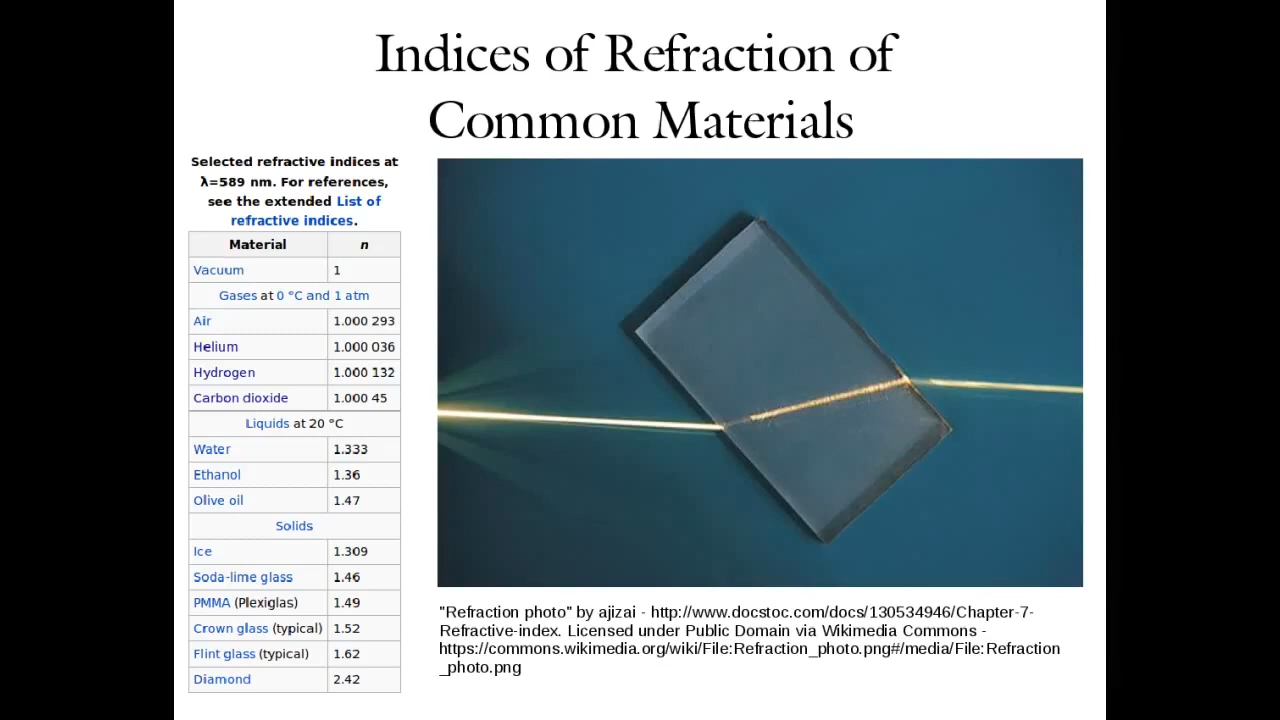 Indices of Refraction of
Common Materials
Selected refractive indices at
λ=589 nm. For references,
see the extended List of
refractive indices.
Material n
Vacuum 1
Gases at 0 °C and 1 atm
Air 1.000 293
Helium 1.000 036
Hydrogen 1.000 132
Carbon dioxide 1.000 45
Liquids at 20 °C
Water 1.333
Ethanol 1.36
Olive oil 1.47
Solids
Ice 1.309
Soda-lime glass 1.46
PMMA (Plexiglas) 1.49
Crown glass (typical) 1.52
Flint glass (typical) 1.62
Diamond 2.42
"Refraction photo" by ajizai - http://www.docstoc.com/docs/130534946/Chapter-7-
Refractive-index. Licensed under Public Domain via Wikimedia Commons -
https://commons.wikimedia.org/wiki/File:Refraction_photo.png#/media/File:Refraction
_photo.png